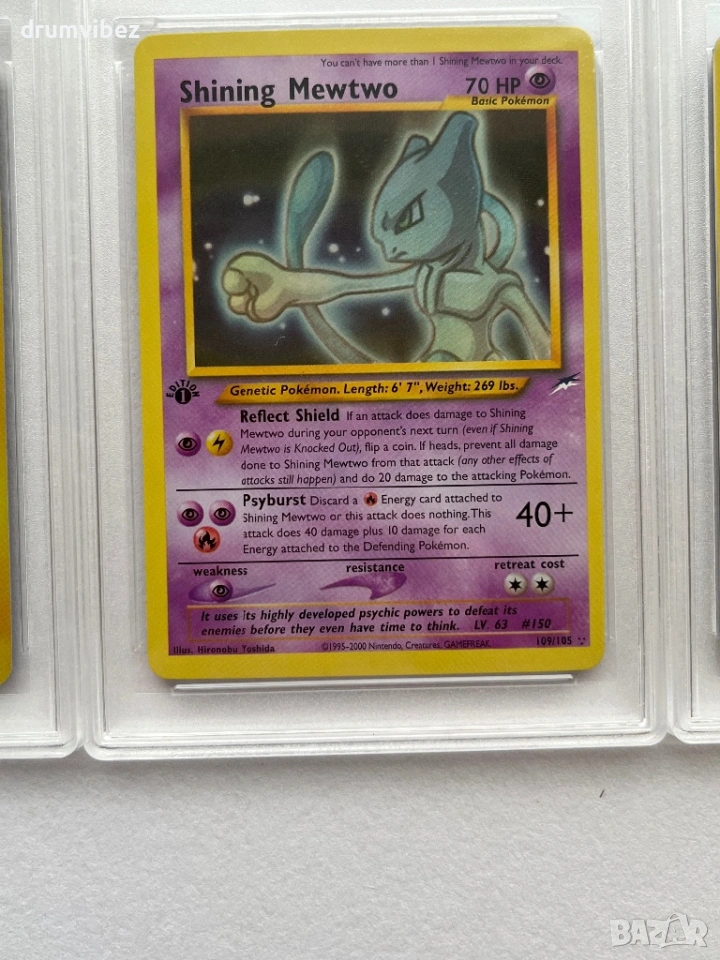 drumvibez
You can't have more than 1 Shining Mewtwo in your deck.
Shining Mewtwo 70 HP
Basic Pokémon
EDITION 1
Genetic Pokémon. Length: 6' 7", Weight: 269 lbs.
Reflect Shield If an attack does damage to Shining
Mewtwo during your opponent's next turn (even if Shining
Mewtwo is Knocked Out), flip a coin. If heads, prevent all damage
done to Shining Mewtwo from that attack (any other effects of
attacks still happen) and do 20 damage to the attacking Pokémon.
Psyburst Discard a Energy card attached to
Shining Mewtwo or this attack does nothing. This
attack does 40 damage plus 10 damage for each
Energy attached to the Defending Pokémon.
40+
weakness resistance retreat cost
It uses its highly developed psychic powers to defeat its
enemies before they even have time to think. LV. 63 #150
Illus. Hironobu Yoshida ©1995-2000 Nintendo, Creatures, GAMEFREAK. 109/105
BAZAR